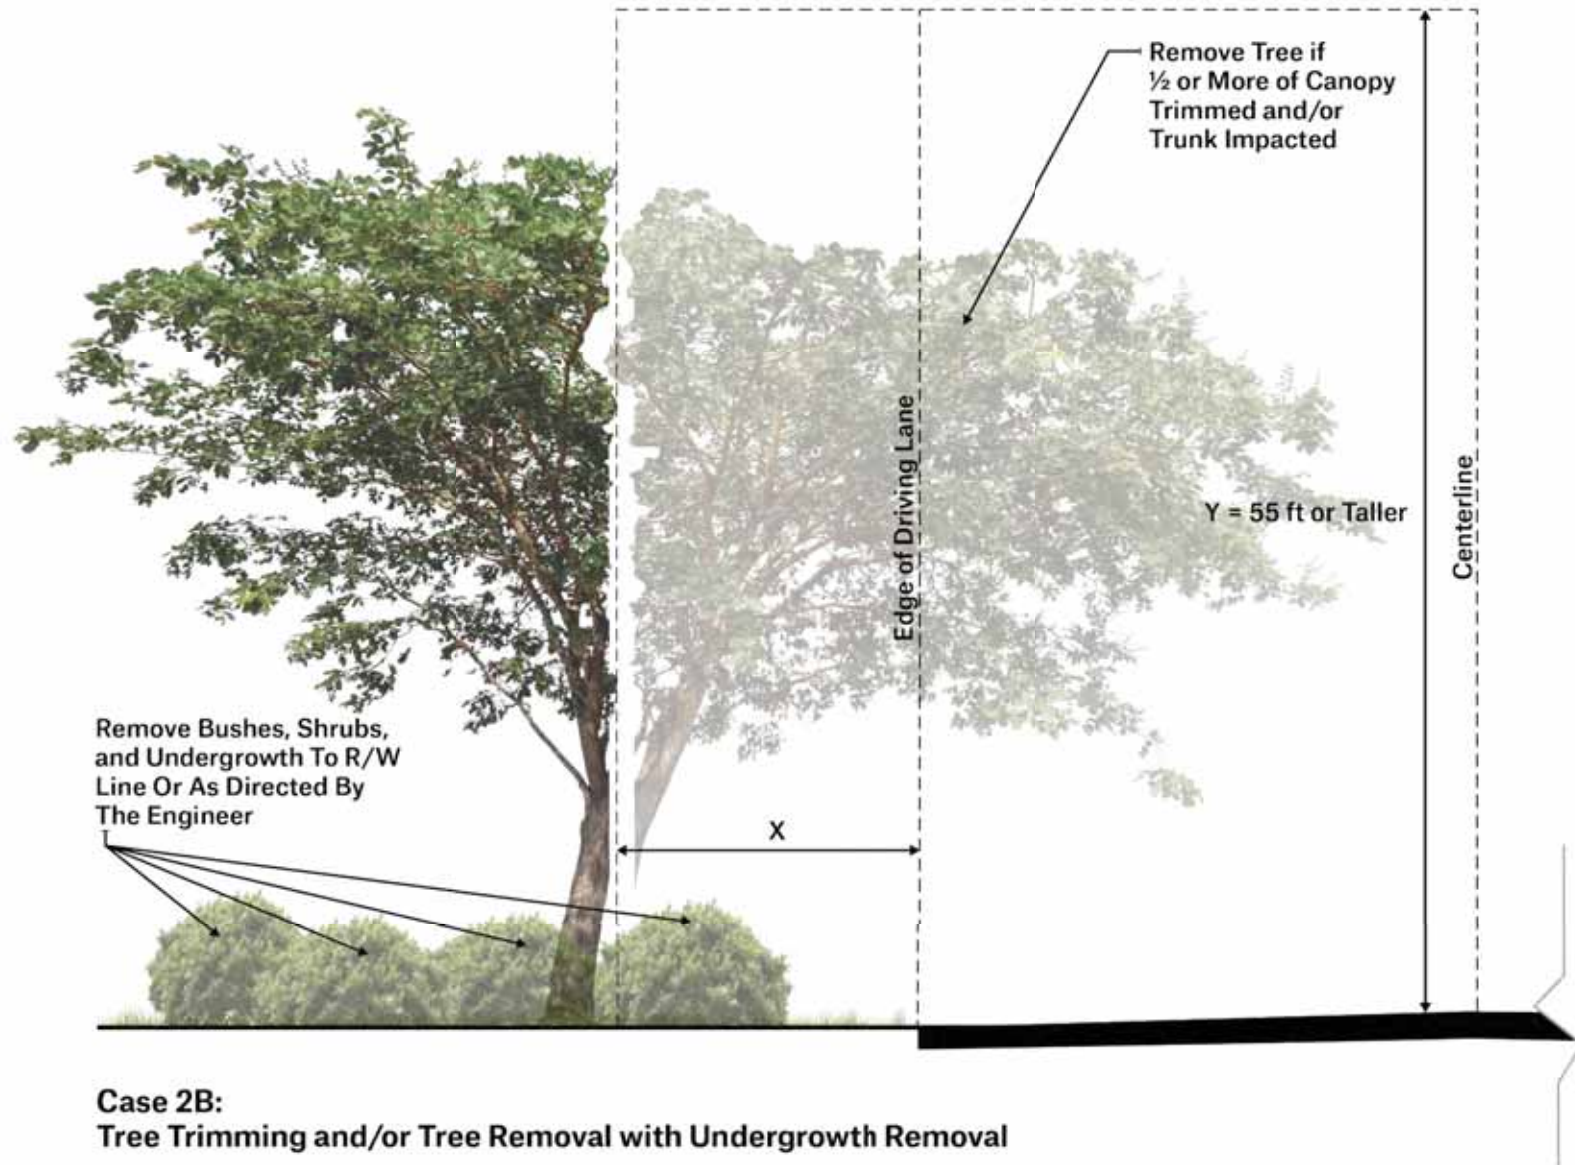 Remove Tree if
½ or More of Canopy
Trimmed and/or
Trunk Impacted
Edge of Driving Lane
Y = 55 ft or Taller
Centerline
Remove Bushes, Shrubs,
and Undergrowth To R/W
Line Or As Directed By
The Engineer
X
Case 2B:
Tree Trimming and/or Tree Removal with Undergrowth Removal